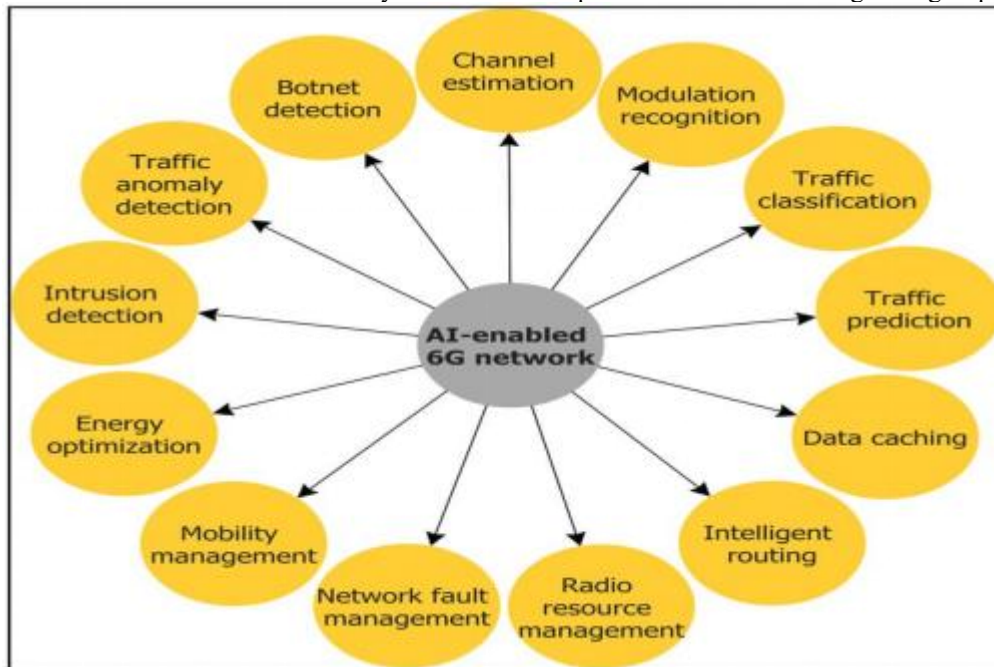 Channel
estimation
Modulation
recognition
Traffic
classification
Traffic
prediction
Data caching
Intelligent
routing
Radio
resource
management
Network fault
management
Mobility
management
Energy
optimization
Intrusion
detection
Traffic
anomaly
detection
Botnet
detection
AI-enabled
6G network